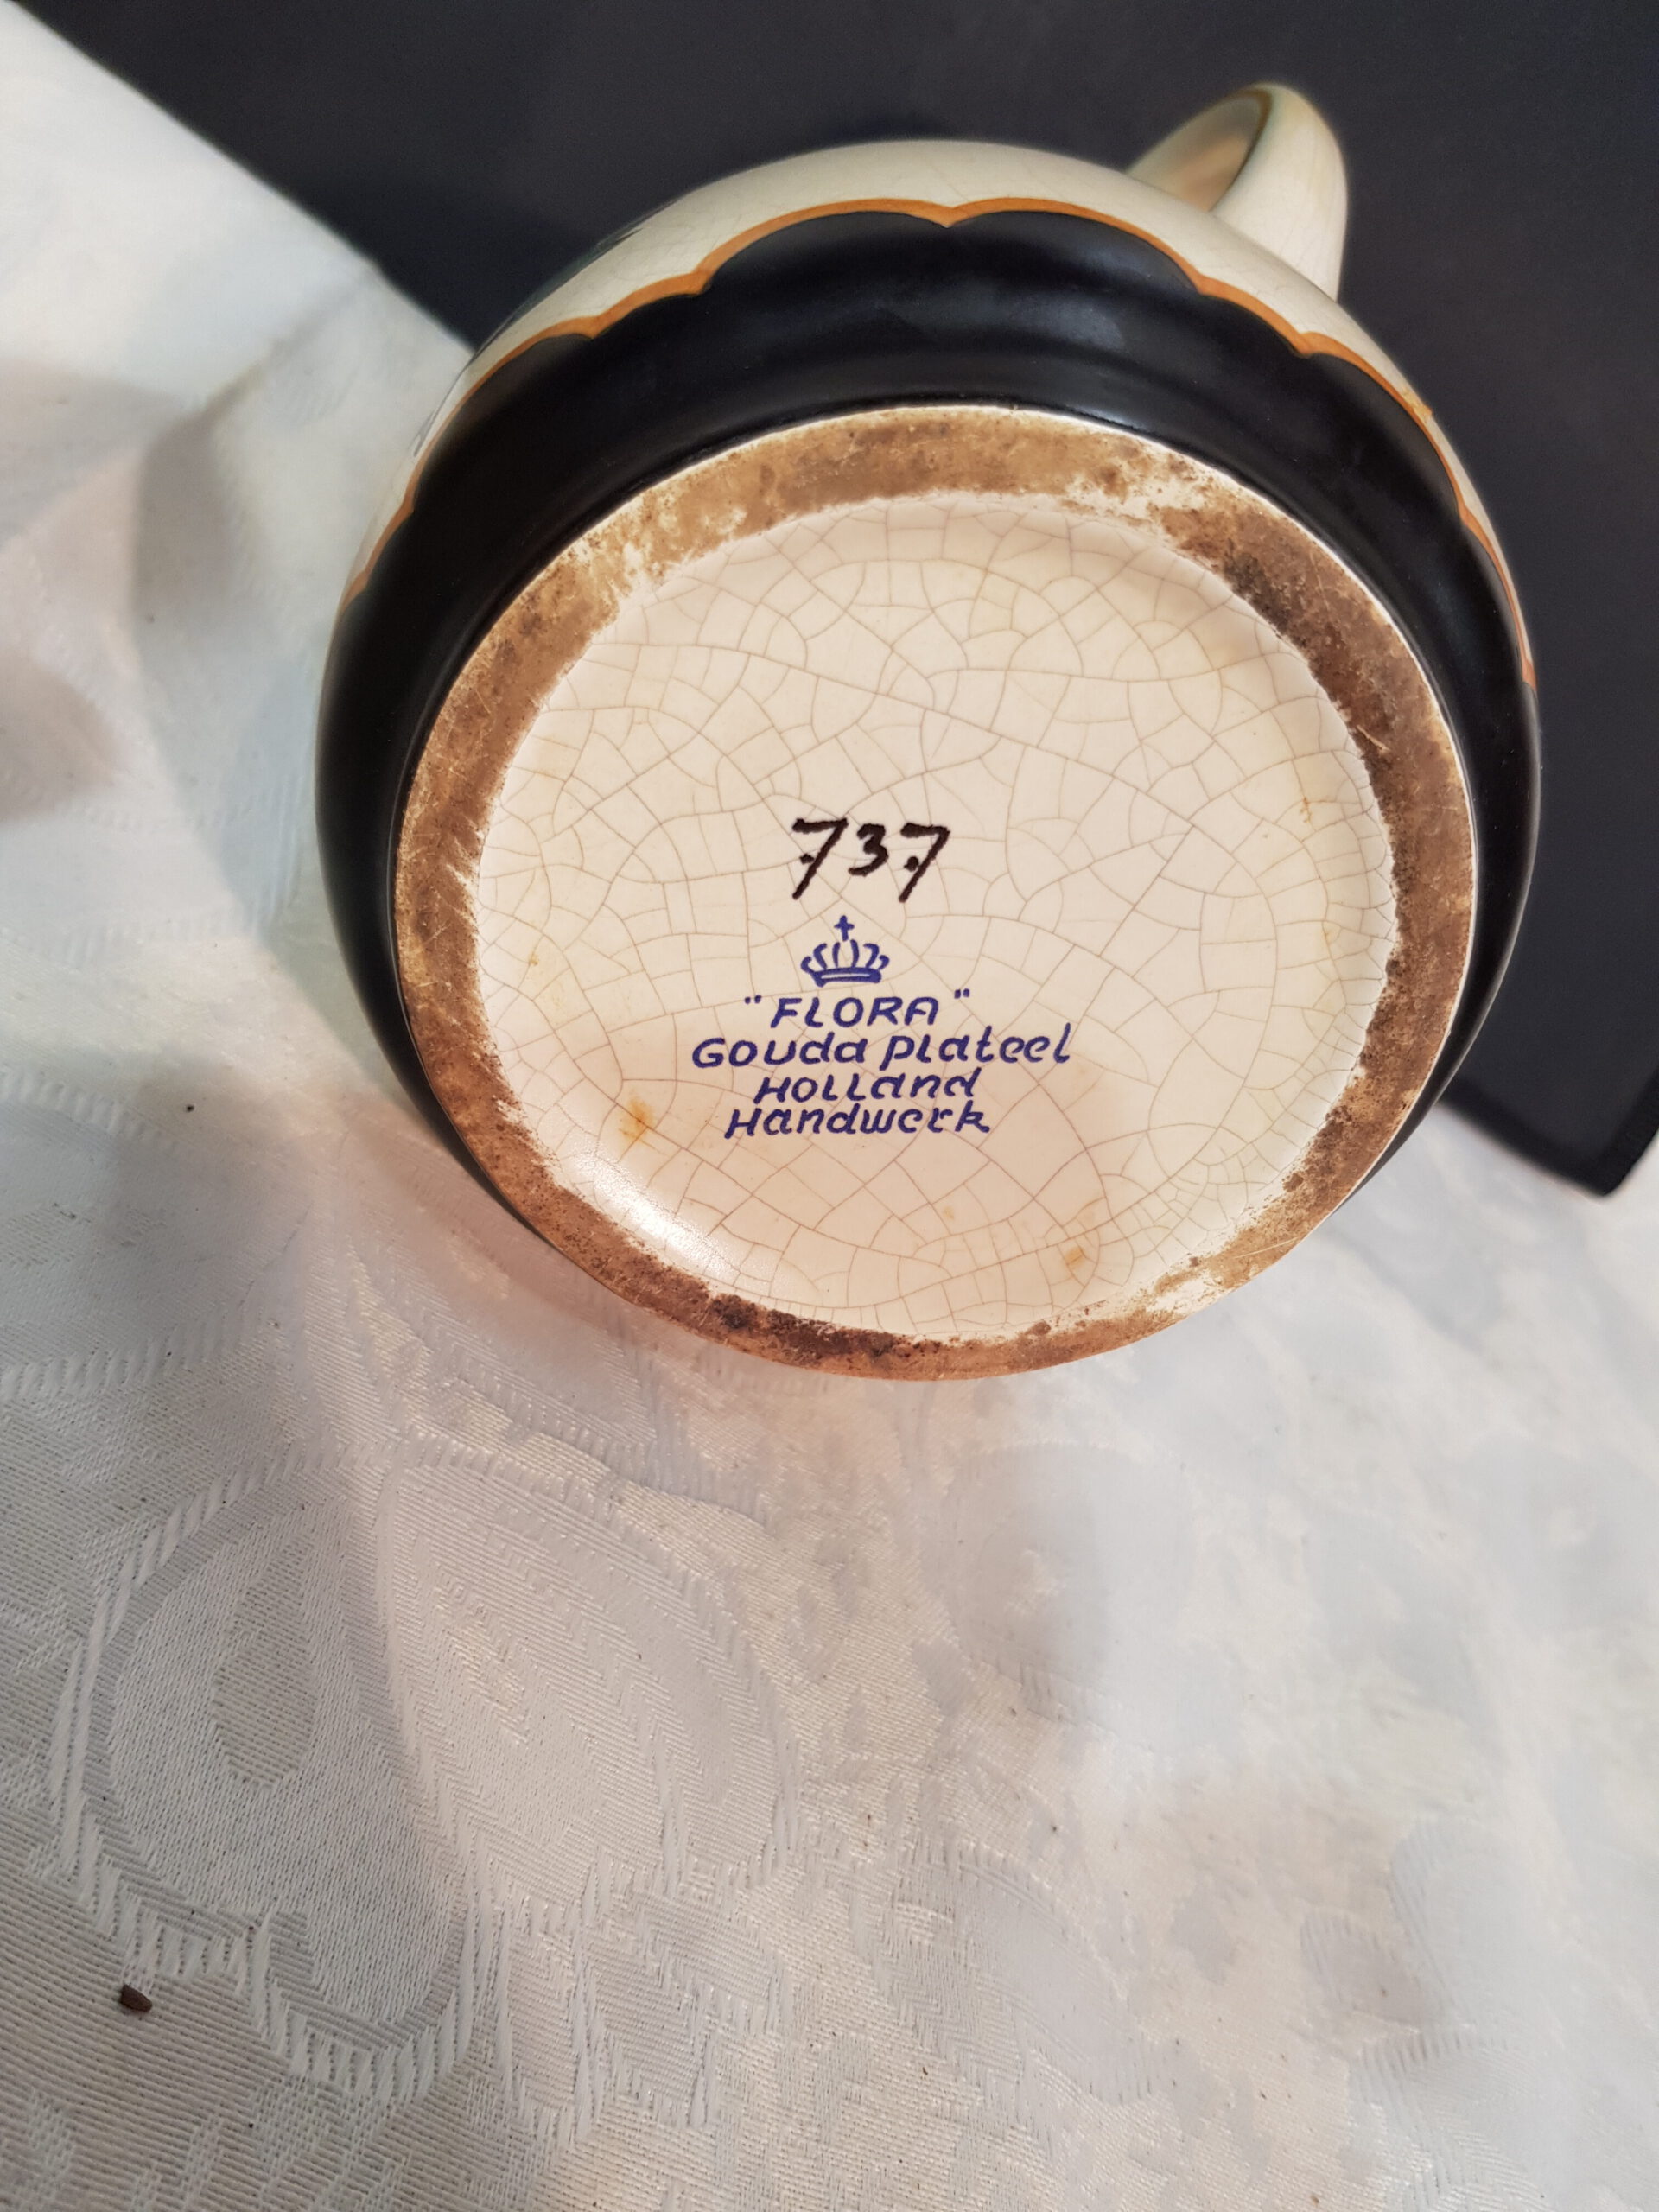 737
"FLORA"
Gouda plateel
Holland
Handwerk